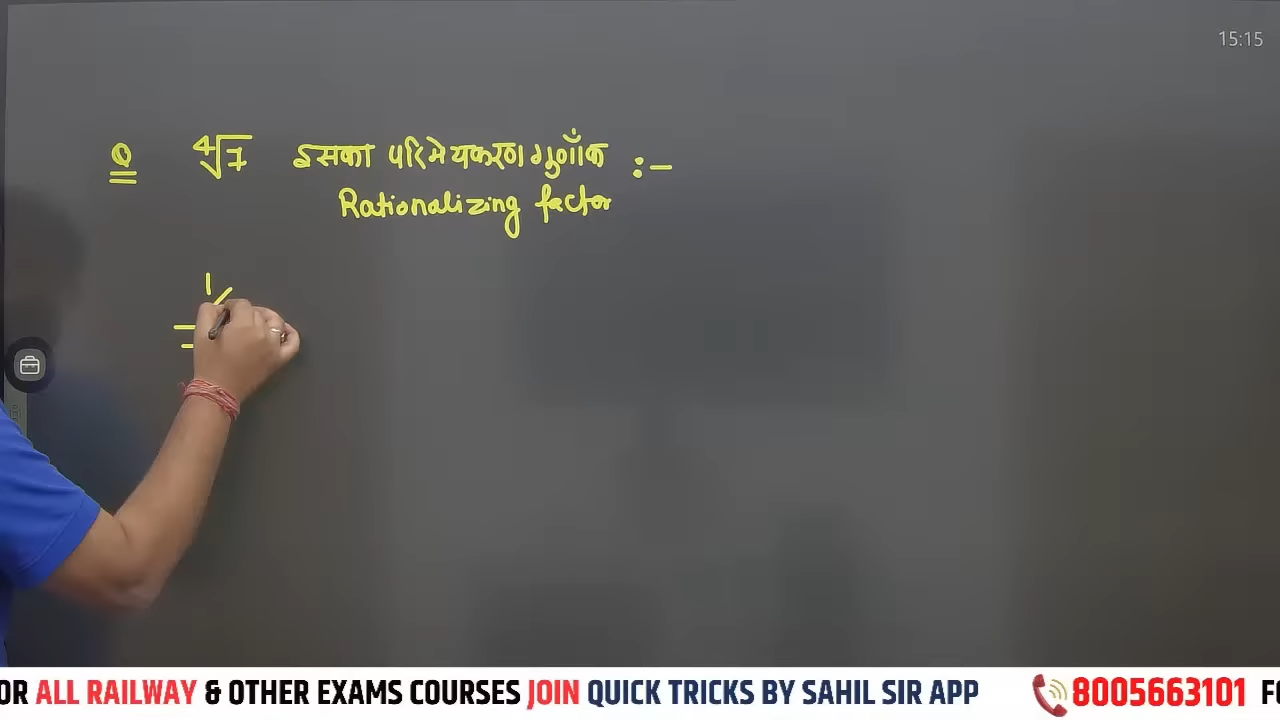 15:15
Q ⁴√7 इसका परिमेयकरण गुणाँक :-
Rationalizing factor
1/
=
OR ALL RAILWAY & OTHER EXAMS COURSES JOIN QUICK TRICKS BY SAHIL SIR APP 8005663101 FO